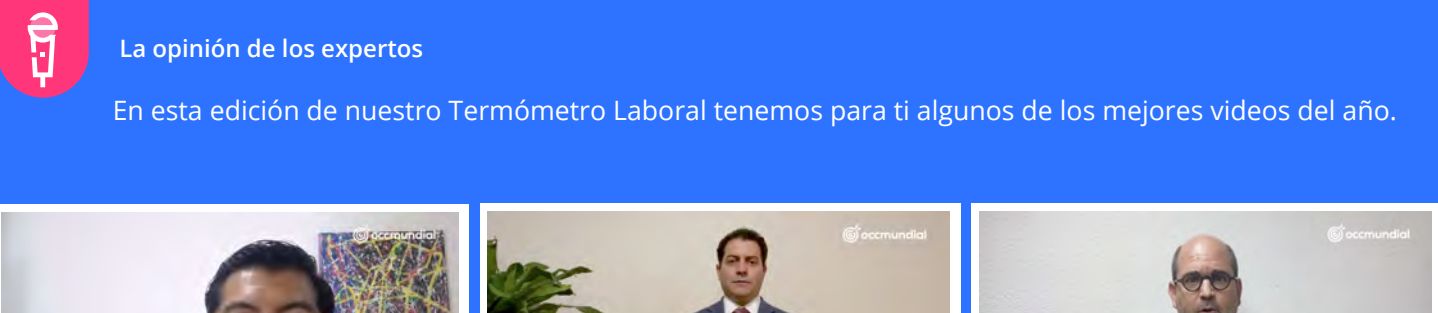 La opinión de los expertos
En esta edición de nuestro Termómetro Laboral tenemos para ti algunos de los mejores videos del año.
occmundial
occmundial
occmundial